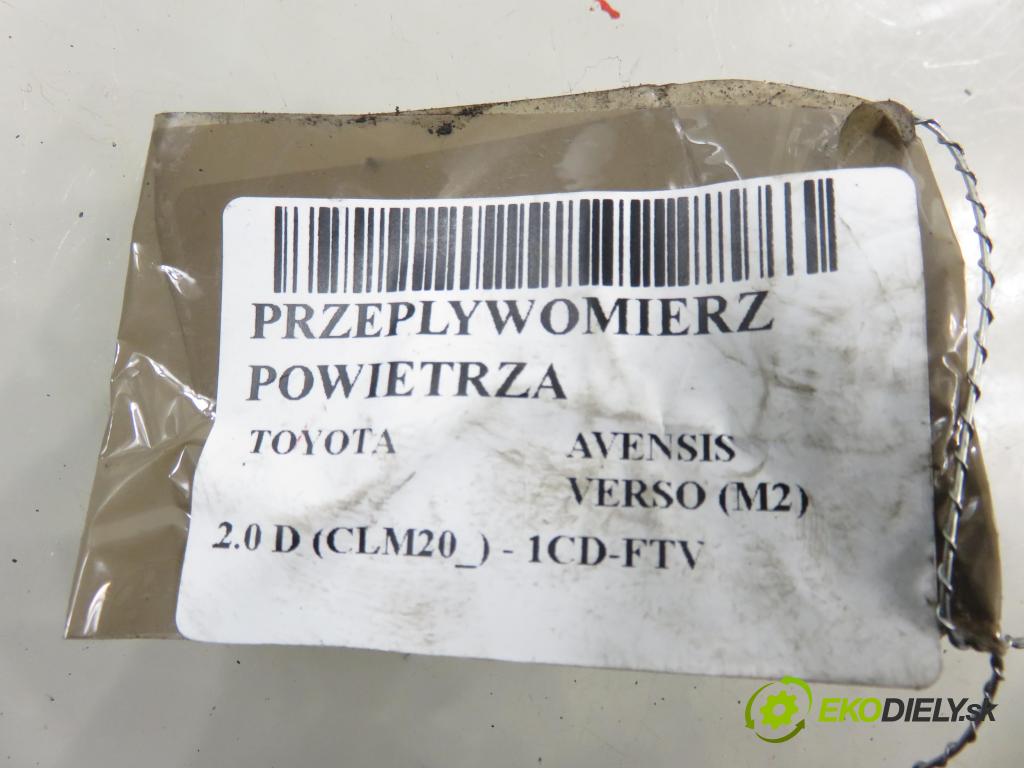 PRZEPLYWOMIERZ
POWIETRZA
TOYOTA AVENSIS
VERSO (M2)
2.0 D (CLM20_) - 1CD-FTV
EKODIELY.sk